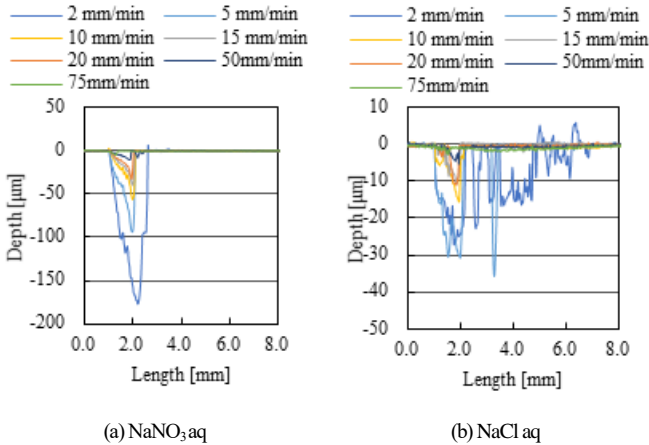 2 mm/min 5 mm/min
10 mm/min 15 mm/min
20 mm/min 50mm/min
75mm/min
50
0
-50
-100
-150
-200
Depth [µm]
0.0 2.0 4.0 6.0 8.0
Length [mm]
(a) NaNO₃ aq
2 mm/min 5 mm/min
10 mm/min 15 mm/min
20 mm/min 50mm/min
75mm/min
10
0
-10
-20
-30
-40
-50
Depth [µm]
0.0 2.0 4.0 6.0 8.0
Length [mm]
(b) NaCl aq